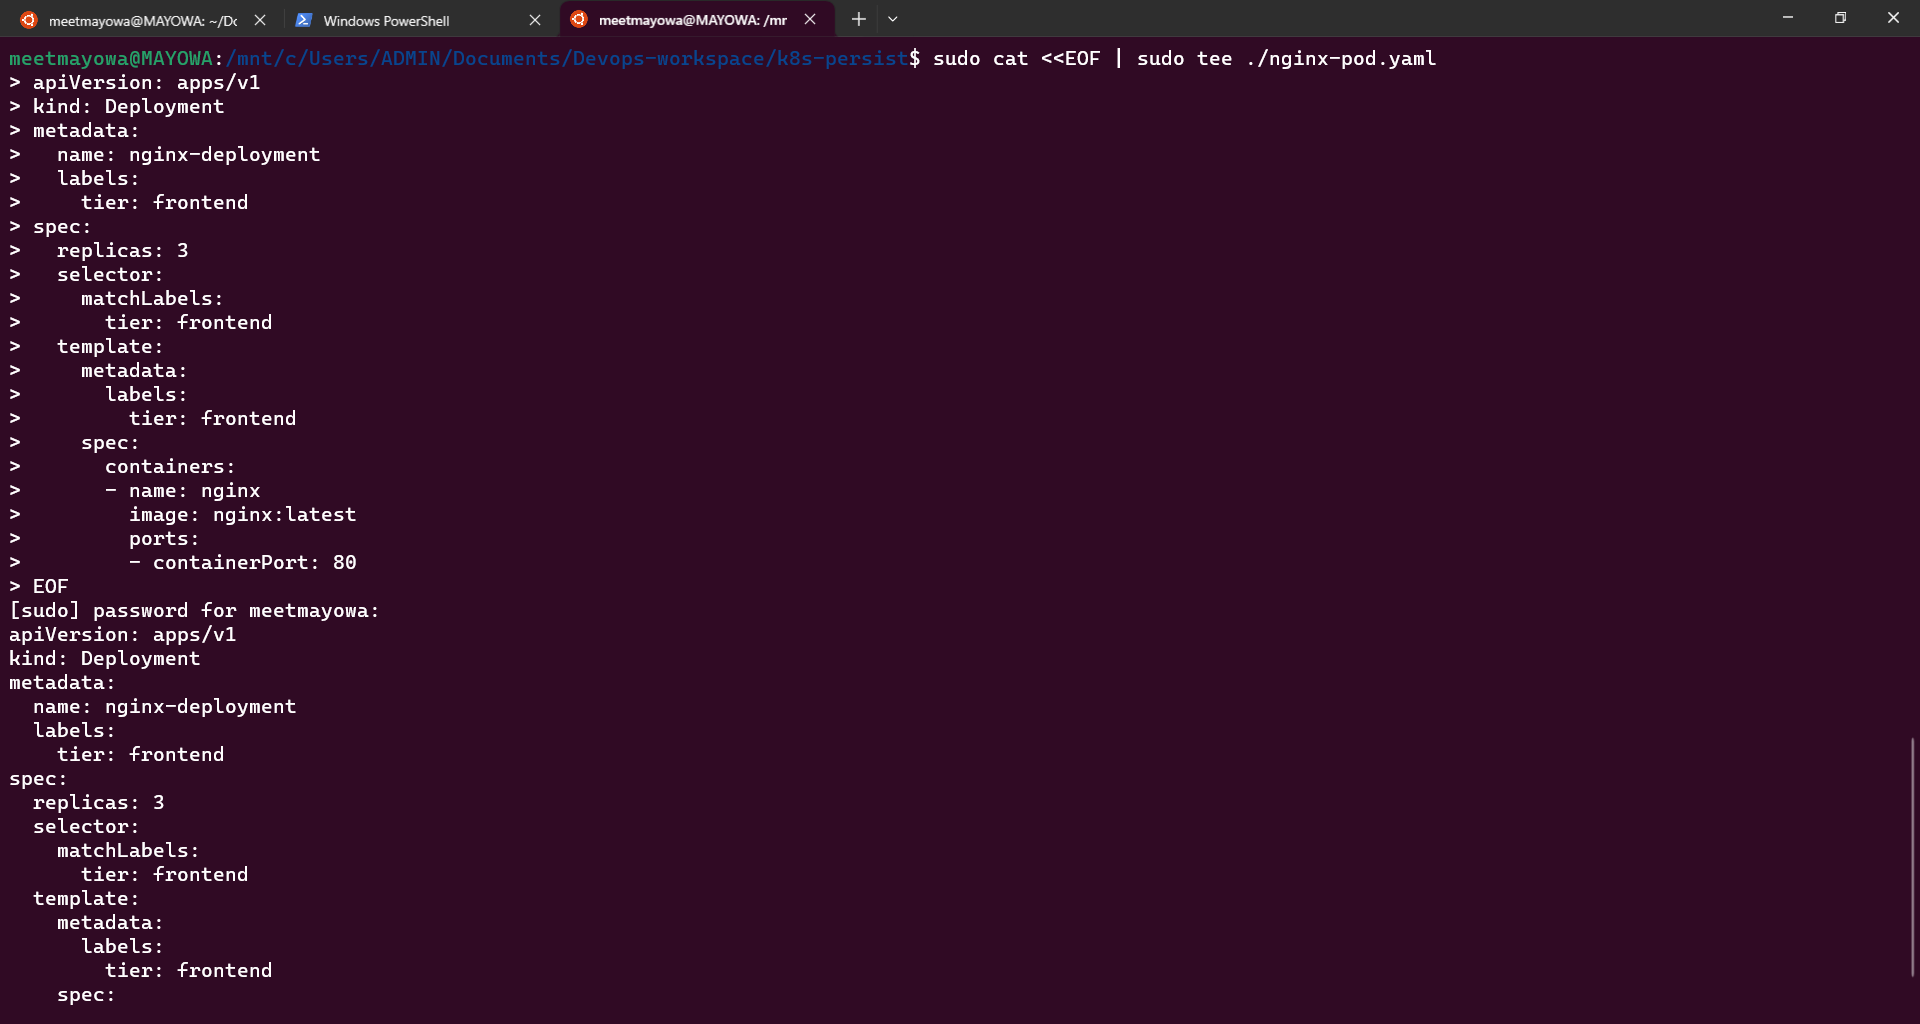 meetmayowa@MAYOWA: ~/Dc
Windows PowerShell
meetmayowa@MAYOWA: /mr
meetmayowa@MAYOWA:/mnt/c/Users/ADMIN/Documents/Devops-workspace/k8s-persist$ sudo cat <<EOF | sudo tee ./nginx-pod.yaml
> apiVersion: apps/v1
> kind: Deployment
> metadata:
>   name: nginx-deployment
>   labels:
>     tier: frontend
> spec:
>   replicas: 3
>   selector:
>     matchLabels:
>       tier: frontend
>   template:
>     metadata:
>       labels:
>         tier: frontend
>     spec:
>       containers:
>       - name: nginx
>         image: nginx:latest
>         ports:
>         - containerPort: 80
> EOF
[sudo] password for meetmayowa:
apiVersion: apps/v1
kind: Deployment
metadata:
  name: nginx-deployment
  labels:
    tier: frontend
spec:
  replicas: 3
  selector:
    matchLabels:
      tier: frontend
  template:
    metadata:
      labels:
        tier: frontend
    spec: